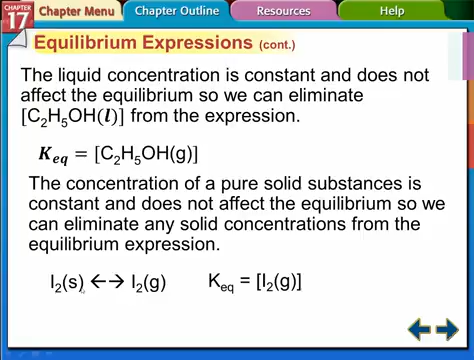 CHAPTER
17
Chapter Menu
Chapter Outline
Resources
Help
Equilibrium Expressions (cont.)
The liquid concentration is constant and does not
affect the equilibrium so we can eliminate
[C₂H₅OH(l)] from the expression.
K_eq = [C₂H₅OH(g)]
The concentration of a pure solid substances is
constant and does not affect the equilibrium so we
can eliminate any solid concentrations from the
equilibrium expression.
I₂(s) ←→ I₂(g) K_eq = [I₂(g)]